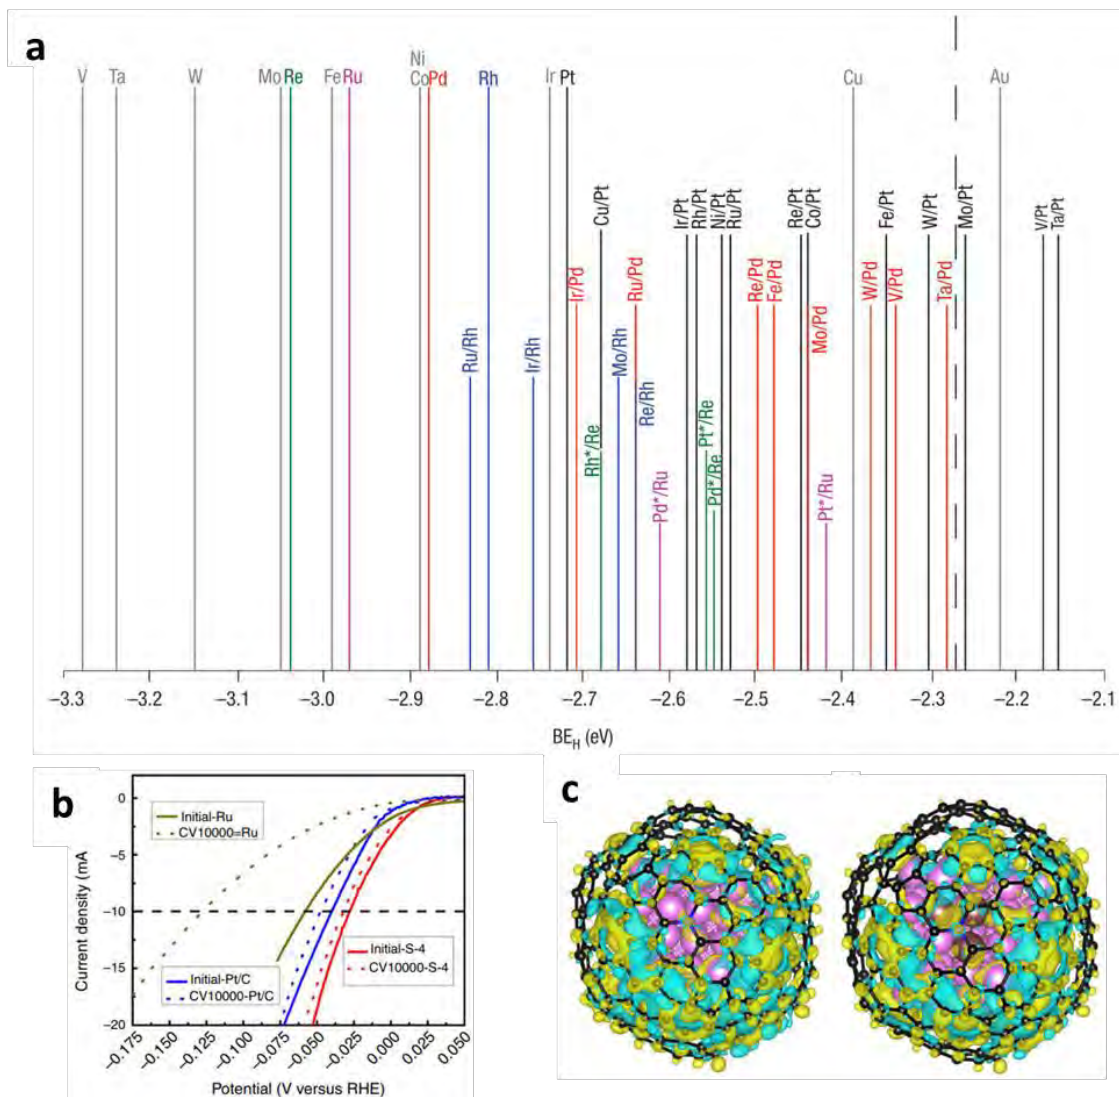 a
V Ta W Mo Re Fe Ru Ni
Co Pd Rh Ir Pt Cu Au
Cu/Pt
Ir/Pt
Rh/Pt
Ni/Pt
Ru/Pt
Re/Pt
Co/Pt
Fe/Pt
W/Pt
Mo/Pt
V/Pt
Ta/Pt
Ir/Pd
Ru/Pd
Re/Pd
Fe/Pd
Mo/Pd
W/Pd
V/Pd
Ta/Pd
Ru/Rh
Ir/Rh
Mo/Rh
Re/Rh
Rh*/Re
Pt*/Re
Pd*/Re
Pd*/Ru
Pt*/Ru
−3.3 −3.2 −3.1 −3.0 −2.9 −2.8 −2.7 −2.6 −2.5 −2.4 −2.3 −2.2 −2.1
BEH (eV)
b
Current density (mA
0
−5
−10
−15
−20
Initial-Ru
CV10000=Ru
Initial-S-4
CV10000-S-4
Initial-Pt/C
CV10000-Pt/C
−0.175 −0.150 −0.125 −0.100 −0.075 −0.050 −0.025 0.000 0.025 0.050
Potential (V versus RHE)
c